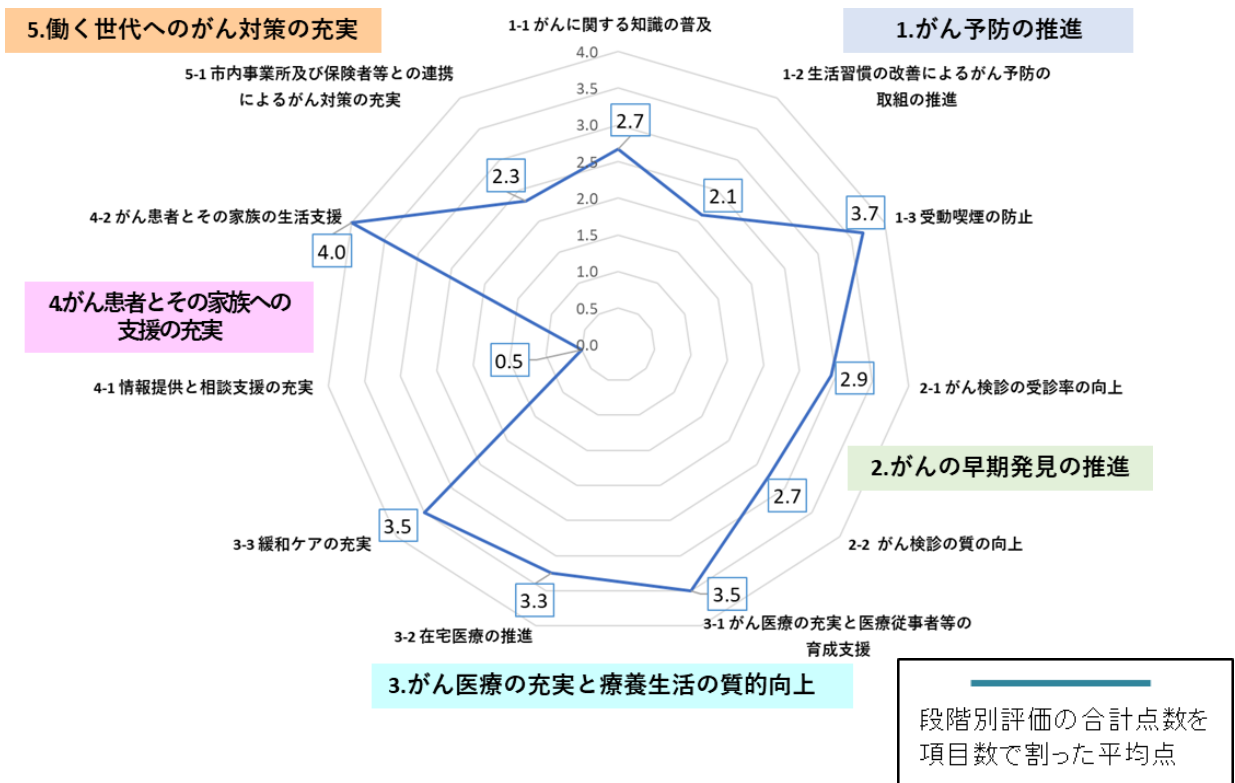 5.働く世代へのがん対策の充実
1-1 がんに関する知識の普及
1.がん予防の推進
5-1 市内事業所及び保険者等との連携
によるがん対策の充実
1-2 生活習慣の改善によるがん予防の
取組の推進
4.0
3.5
3.0
2.5
2.0
1.5
1.0
0.5
0.0
2.7
2.1
3.7
2.9
2.7
3.5
3.3
3.5
0.5
4.0
2.3
4-2 がん患者とその家族の生活支援
1-3 受動喫煙の防止
4.がん患者とその家族への
支援の充実
4-1 情報提供と相談支援の充実
2-1 がん検診の受診率の向上
2.がんの早期発見の推進
3-3 緩和ケアの充実
2-2 がん検診の質の向上
3-2 在宅医療の推進
3-1 がん医療の充実と医療従事者等の
育成支援
3.がん医療の充実と療養生活の質的向上
段階別評価の合計点数を
項目数で割った平均点